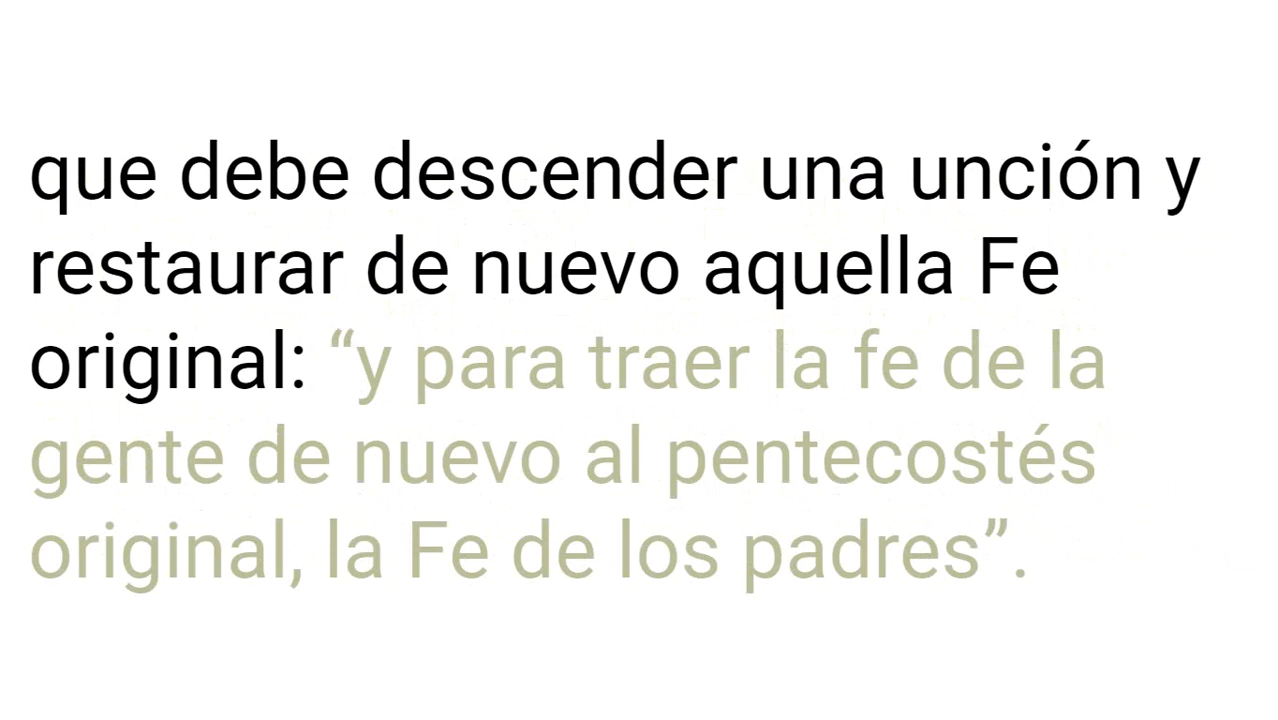 que debe descender una unción y
restaurar de nuevo aquella Fe
original: “y para traer la fe de la
gente de nuevo al pentecostés
original, la Fe de los padres”.